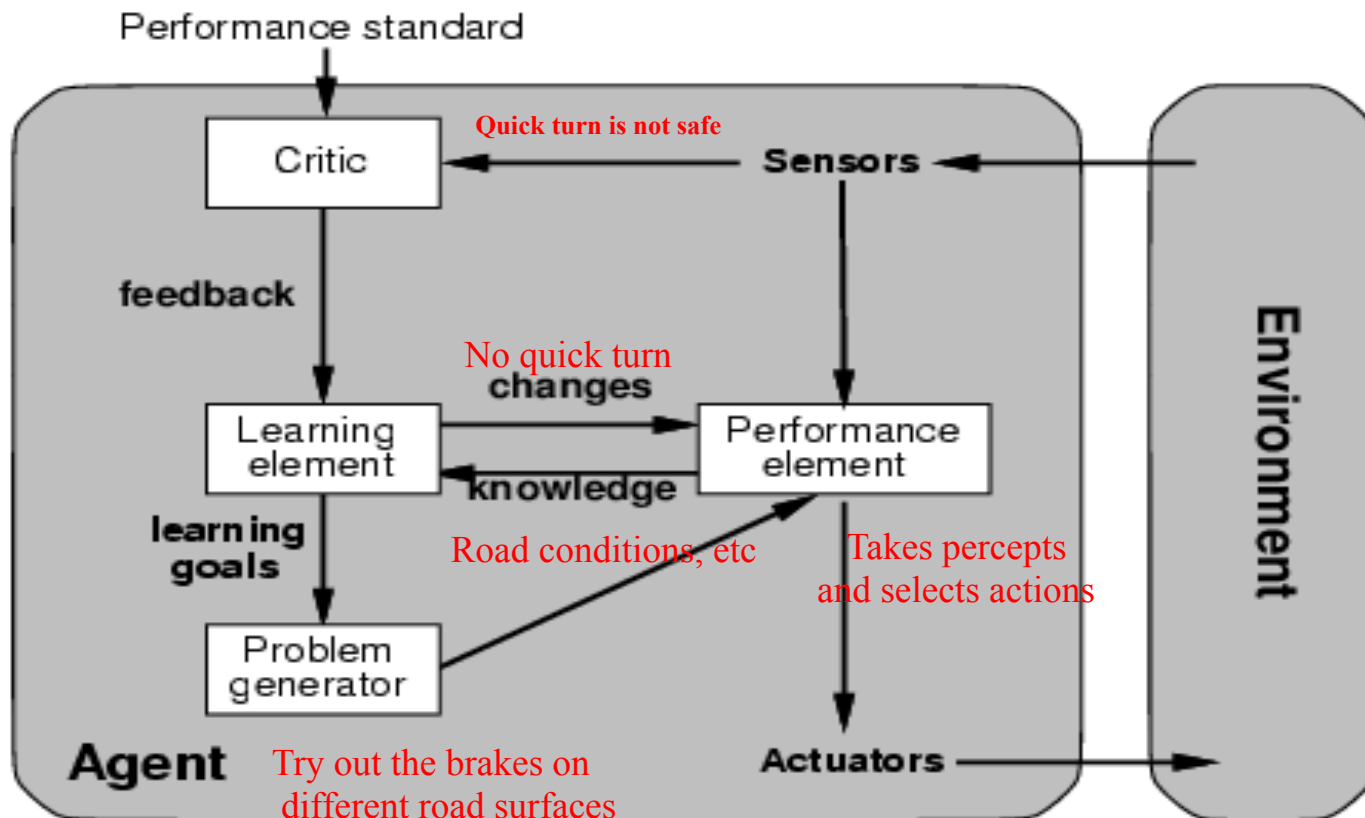 Performance standard
Quick turn is not safe
Critic
Sensors
feedback
No quick turn
changes
Learning
element
Performance
element
knowledge
learning
goals
Road conditions, etc
Takes percepts
and selects actions
Problem
generator
Agent
Try out the brakes on
different road surfaces
Actuators
Environment